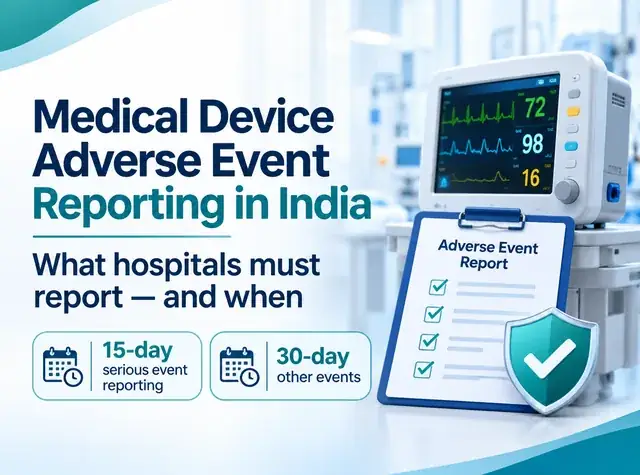 Medical Device
Adverse Event
Reporting in India
What hospitals must
report — and when
15-day
serious event
reporting
30-day
other events
72
98
16
Adverse Event
Report